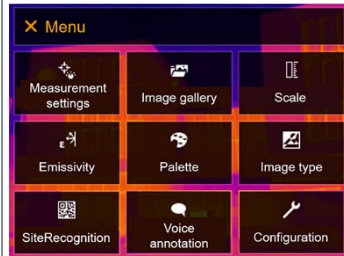 Menu
Measurement
settings
Image gallery
Scale
ε
Emissivity
Palette
Image type
SiteRecognition
Voice
annotation
Configuration